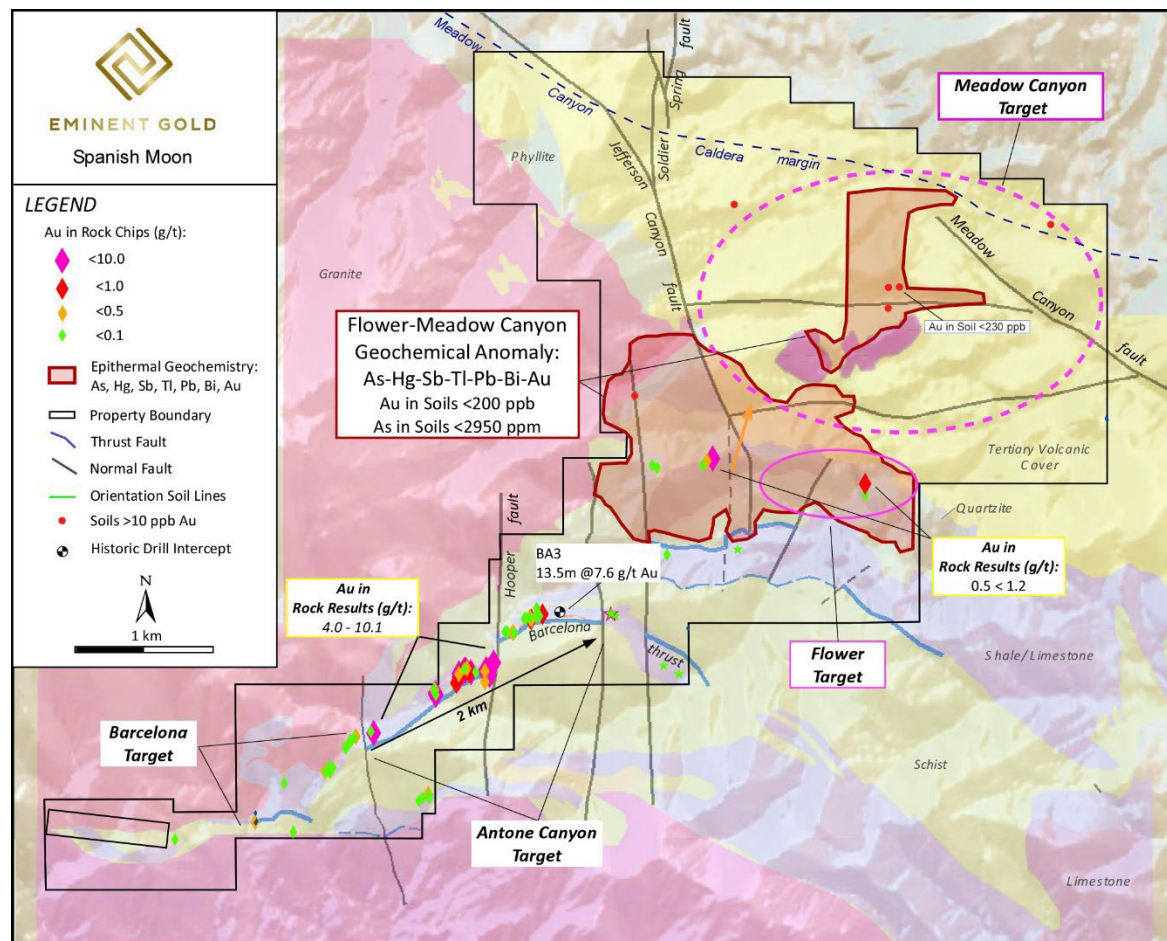 EMINENT GOLD
Spanish Moon
LEGEND
Au in Rock Chips (g/t):
<10.0
<1.0
<0.5
<0.1
Epithermal Geochemistry:
As, Hg, Sb, Tl, Pb, Bi, Au
Property Boundary
Thrust Fault
Normal Fault
Orientation Soil Lines
Soils >10 ppb Au
Historic Drill Intercept
N
1 km
Meadow
Canyon
Caldera
margin
Jefferson
Canyon
fault
Soldier
Spring
fault
Phyllite
Granite
Meadow Canyon
Target
Meadow
Canyon
fault
Au in Soil <230 ppb
Flower-Meadow Canyon
Geochemical Anomaly:
As-Hg-Sb-Tl-Pb-Bi-Au
Au in Soils <200 ppb
As in Soils <2950 ppm
Tertiary Volcanic
Cover
Quartzite
Au in
Rock Results (g/t):
0.5 < 1.2
Hooper
fault
BA3
13.5m @7.6 g/t Au
Au in
Rock Results (g/t):
4.0 - 10.1
Barcelona
thrust
2 km
Flower
Target
Shale/Limestone
Barcelona
Target
Schist
Antone Canyon
Target
Limestone